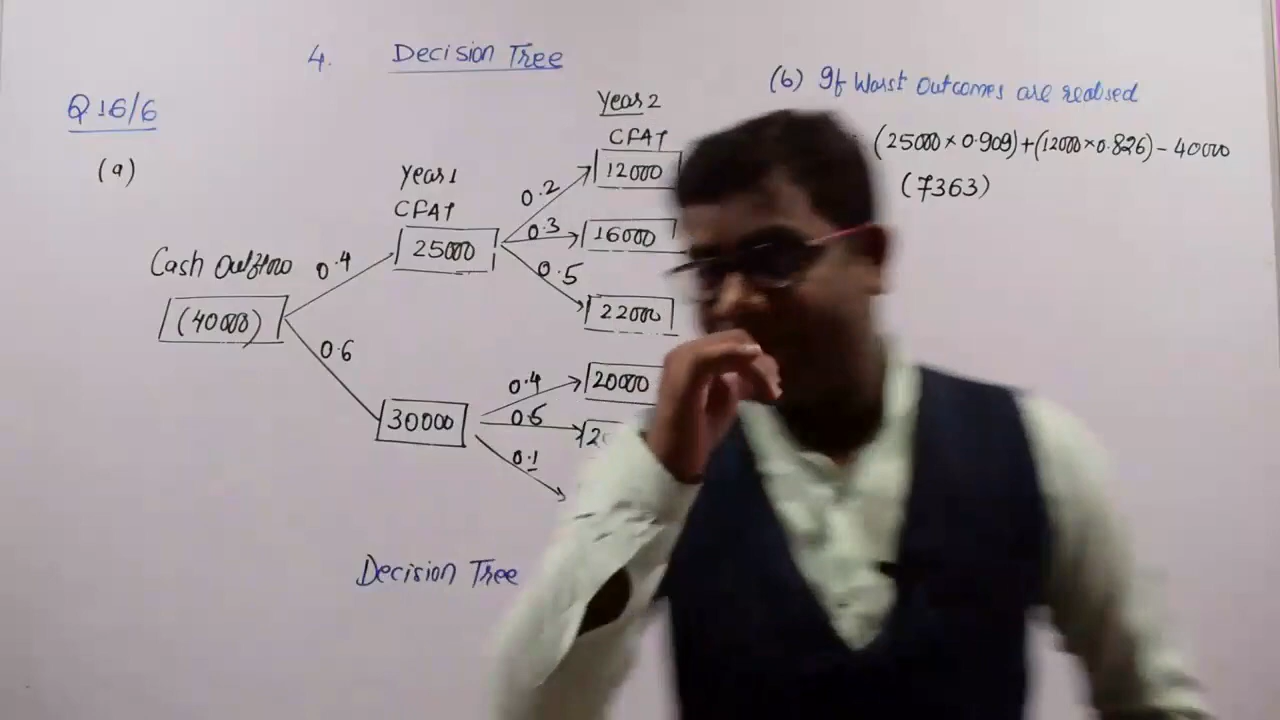 4. Decision Tree
Q 16/6
(a)
Cash Outflow
(40000)
0.4
0.6
Year 1
CFAT
25000
30000
0.2
0.3
0.5
0.4
0.5
0.1
Year 2
CFAT
12000
16000
22000
20000
Decision Tree
(b) If Worst Outcomes are realised
(25000 × 0.909) + (12000 × 0.826) - 40000
(7363)